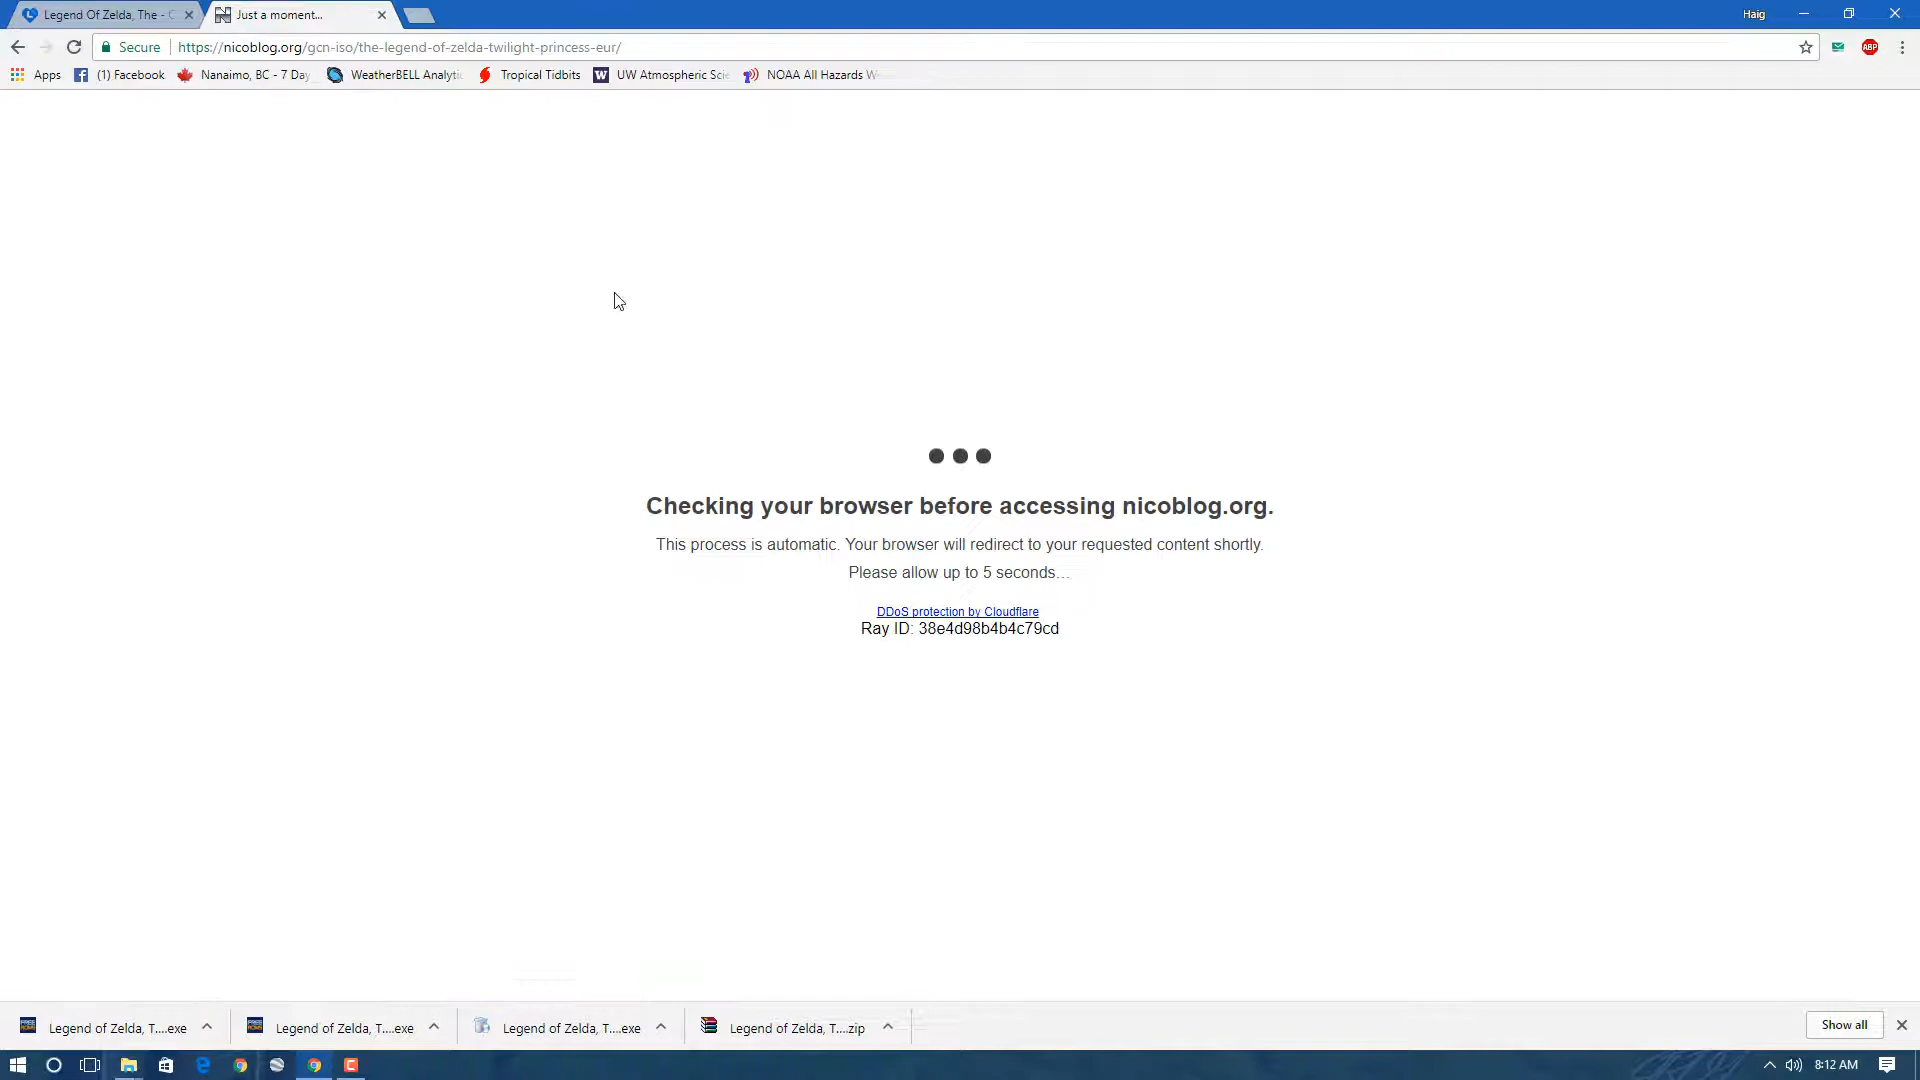 Legend Of Zelda, The -
Just a moment...
Haig
Secure
https://nicoblog.org/gcn-iso/the-legend-of-zelda-twilight-princess-eur/
ABP
Apps
(1) Facebook
Nanaimo, BC - 7 Day
WeatherBELL Analytic
Tropical Tidbits
W
UW Atmospheric Scie
NOAA All Hazards W
Checking your browser before accessing nicoblog.org.
This process is automatic. Your browser will redirect to your requested content shortly.
Please allow up to 5 seconds...
DDoS protection by Cloudflare
Ray ID: 38e4d98b4b4c79cd
Legend of Zelda, T....exe
Legend of Zelda, T....exe
Legend of Zelda, T....exe
Legend of Zelda, T....zip
Show all
8:12 AM